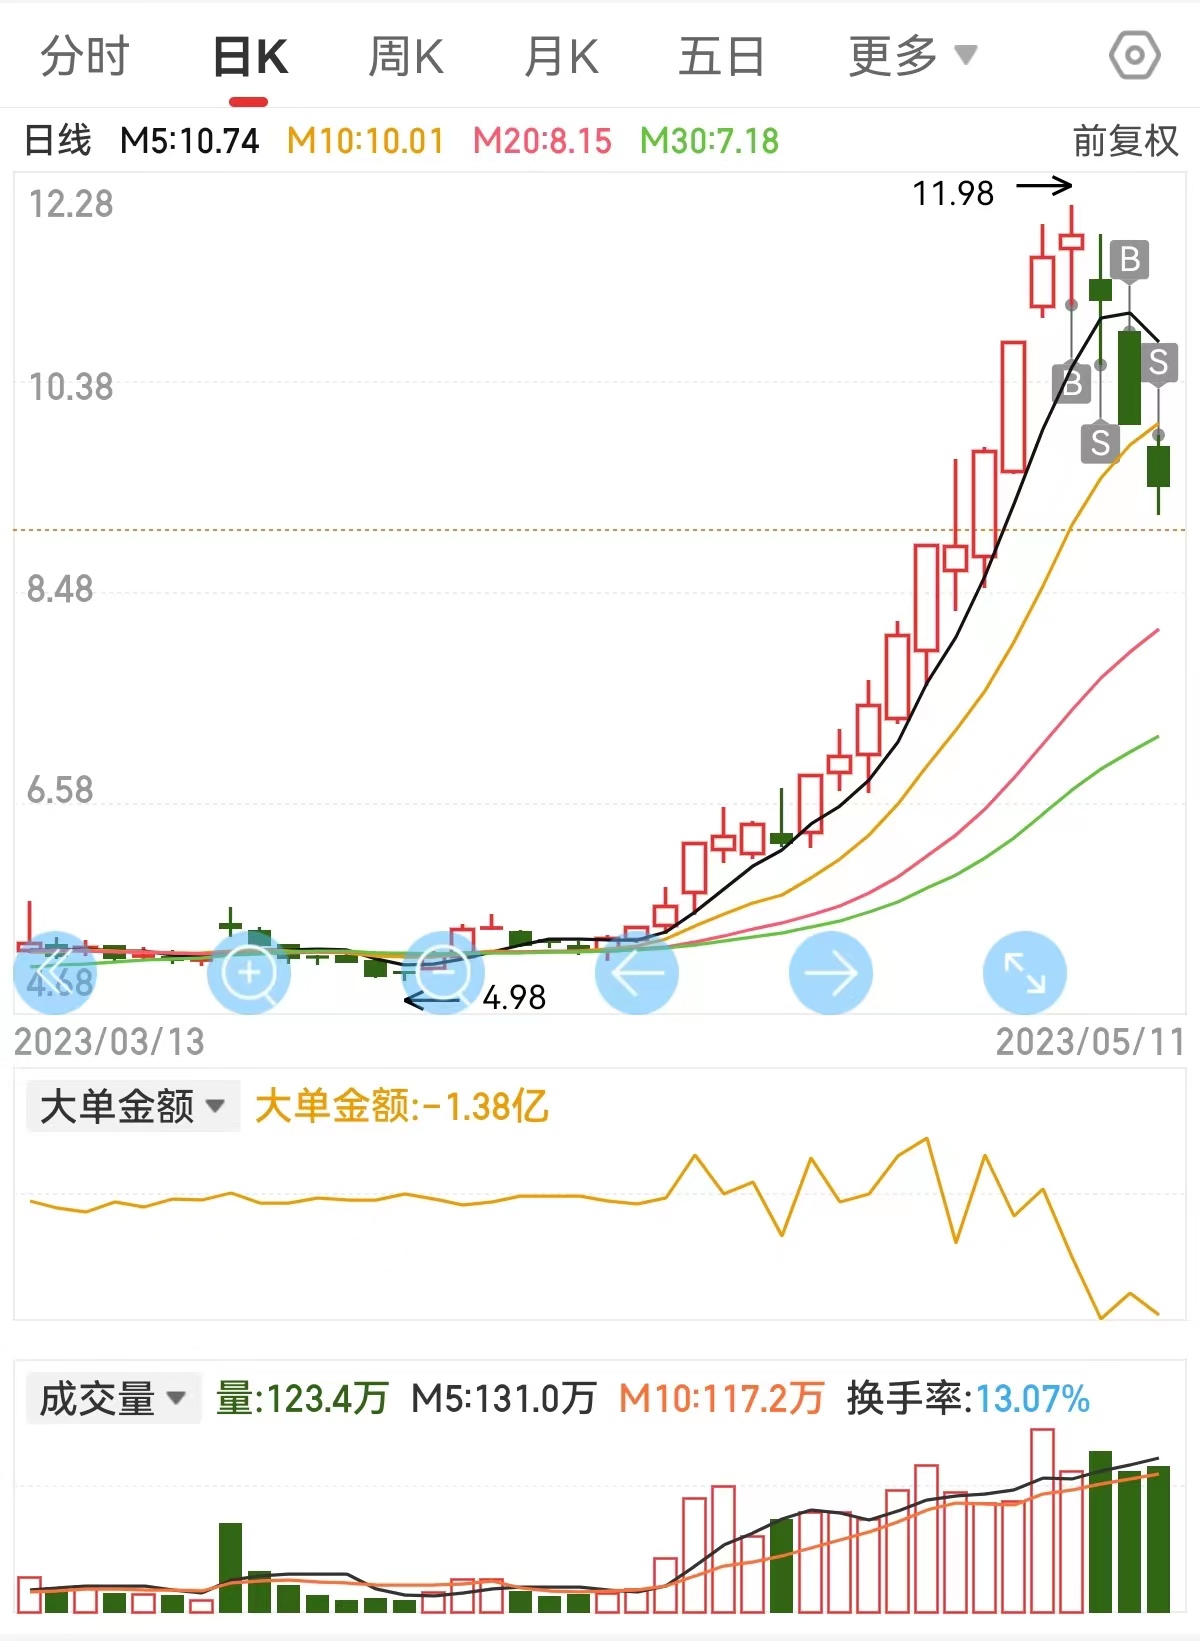 分时 日K 周K 月K 五日 更多
日线 M5:10.74 M10:10.01 M20:8.15 M30:7.18 前复权
11.98
12.28
B
S
10.38
B
S
8.48
6.58
4.68
4.98
2023/03/13 2023/05/11
大单金额 大单金额:-1.38亿
成交量 量:123.4万 M5:131.0万 M10:117.2万 换手率:13.07%